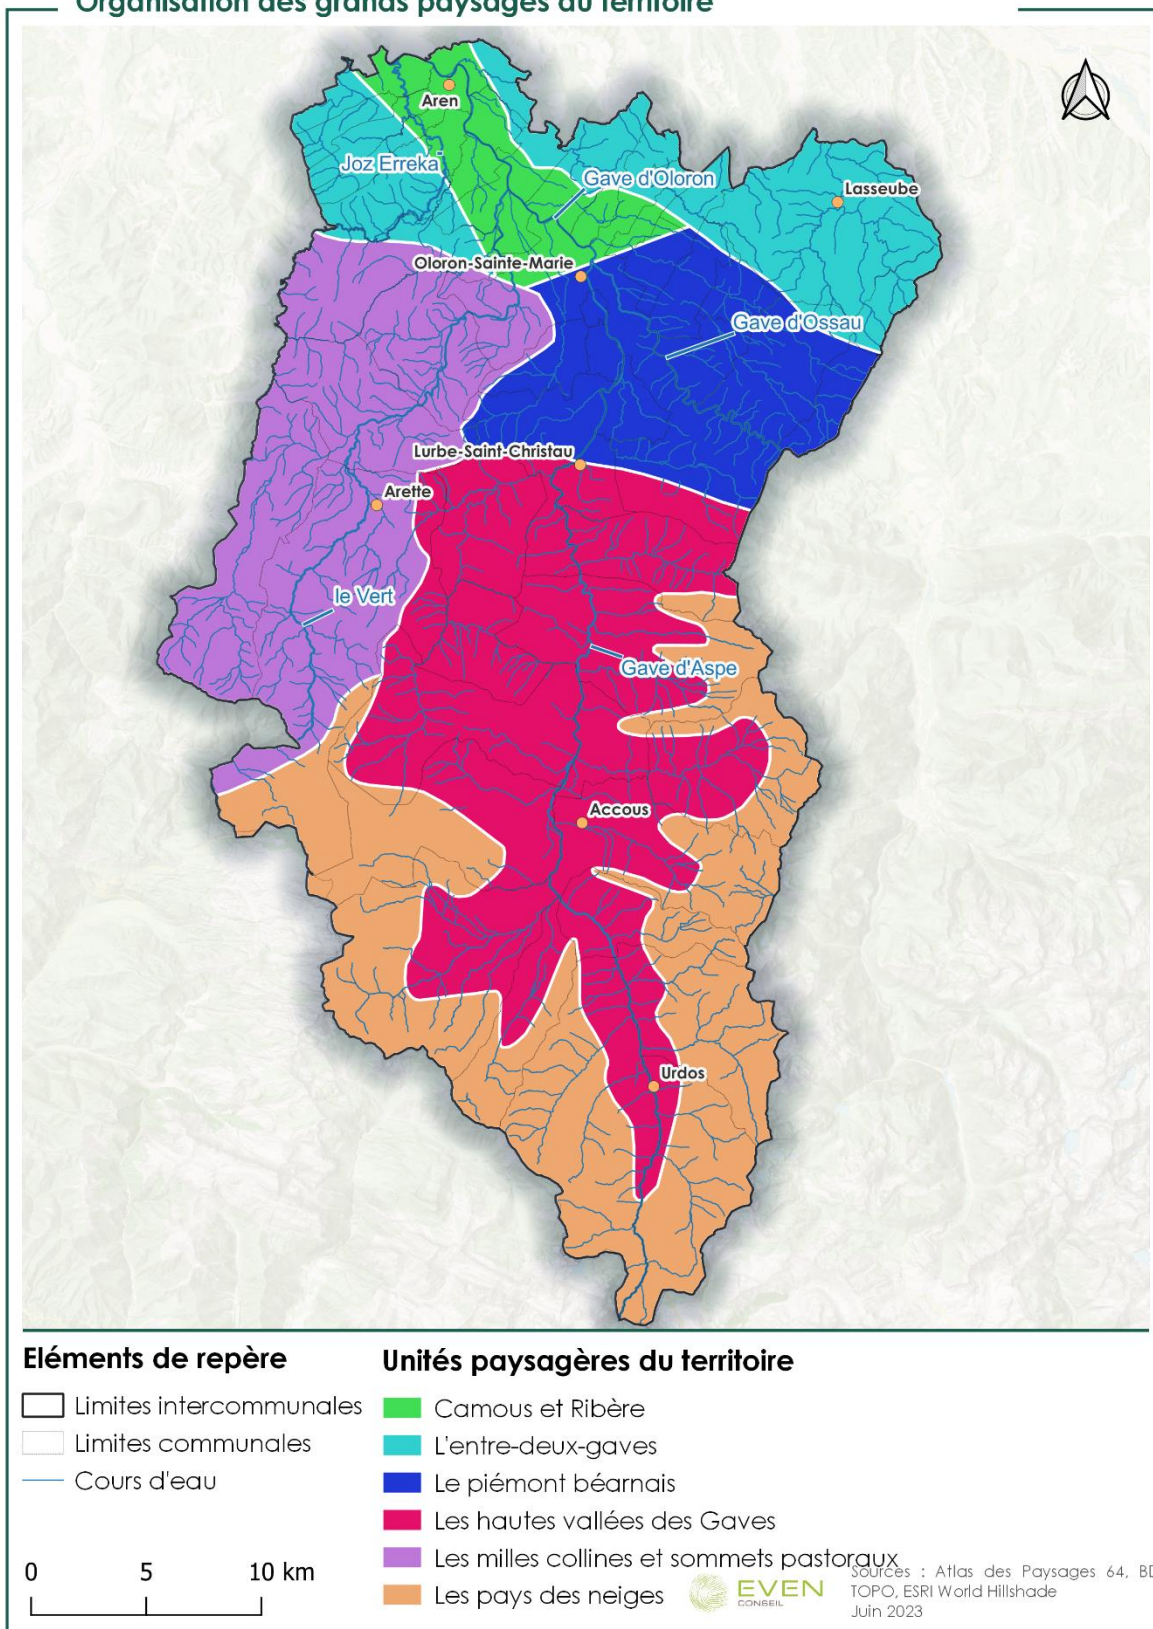 Organisation des grands paysages du territoire
Aren
Joz Erreka
Gave d'Oloron
Lasseube
Oloron-Sainte-Marie
Gave d'Ossau
Lurbe-Saint-Christau
Arette
le Vert
Gave d'Aspe
Accous
Urdos
Eléments de repère
Limites intercommunales
Limites communales
Cours d'eau
0 5 10 km
Unités paysagères du territoire
Camous et Ribère
L'entre-deux-gaves
Le piémont béarnais
Les hautes vallées des Gaves
Les milles collines et sommets pastoraux
Les pays des neiges
EVEN
CONSEIL
Sources : Atlas des Paysages 64, BD
TOPO, ESRI World Hillshade
Juin 2023